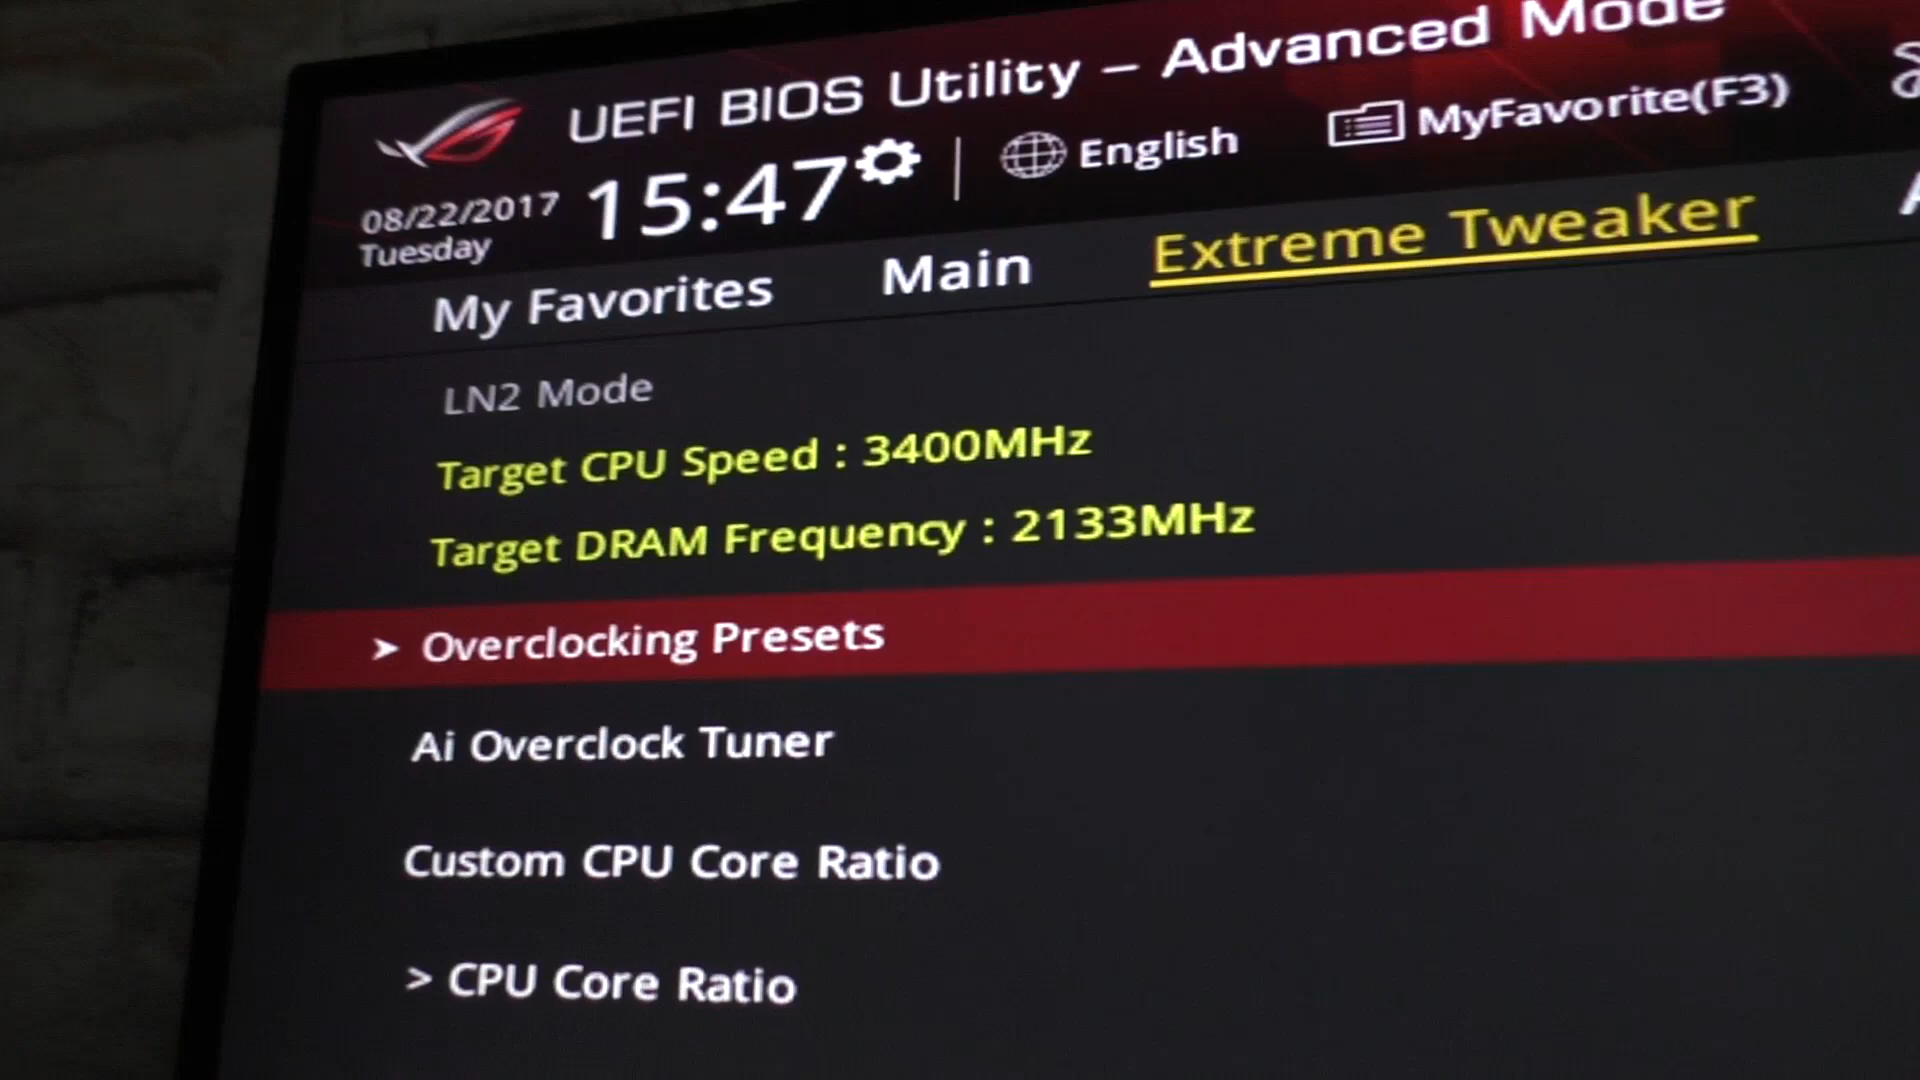 UEFI BIOS Utility – Advanced Mode
08/22/2017
Tuesday
15:47
English
MyFavorite(F3)
My Favorites
Main
Extreme Tweaker
LN2 Mode
Target CPU Speed : 3400MHz
Target DRAM Frequency : 2133MHz
➤ Overclocking Presets
Ai Overclock Tuner
Custom CPU Core Ratio
> CPU Core Ratio